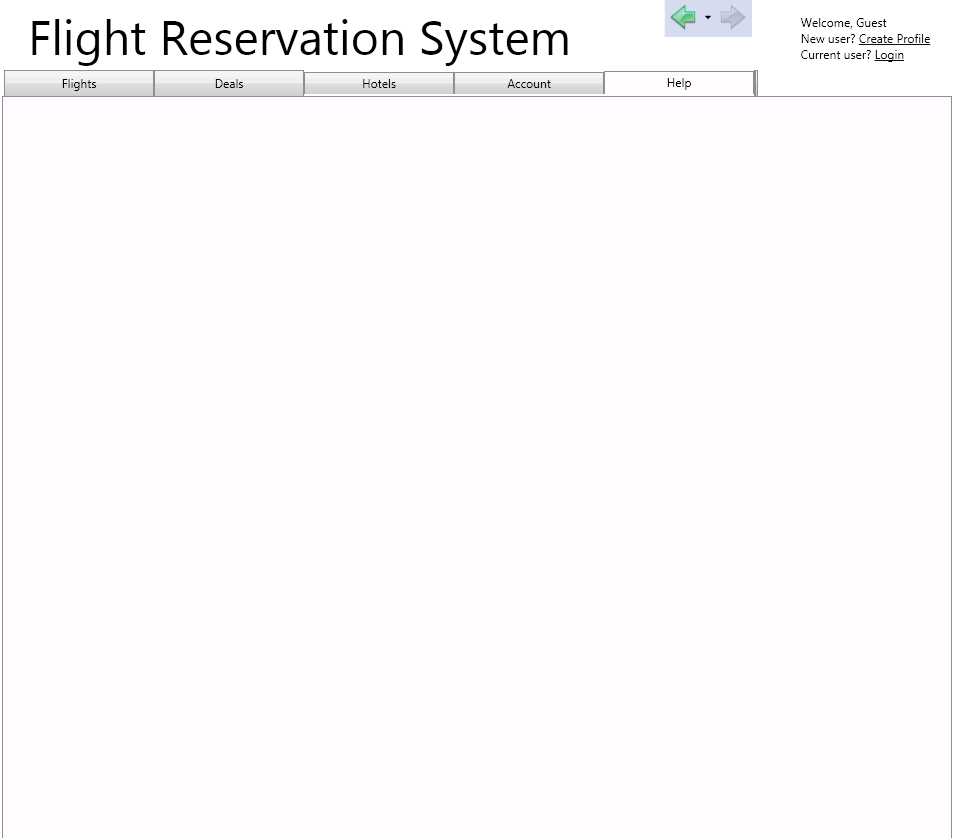 Flight Reservation System
Welcome, Guest
New user? Create Profile
Current user? Login
Flights
Deals
Hotels
Account
Help